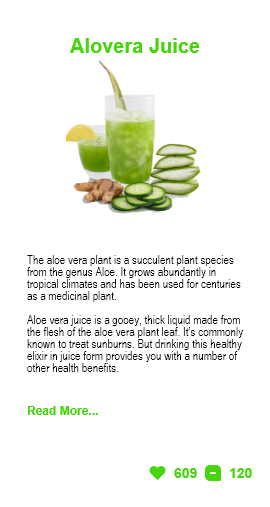 Alovera Juice
The aloe vera plant is a succulent plant species
from the genus Aloe. It grows abundantly in
tropical climates and has been used for centuries
as a medicinal plant.
Aloe vera juice is a gooey, thick liquid made from
the flesh of the aloe vera plant leaf. It's commonly
known to treat sunburns. But drinking this healthy
elixir in juice form provides you with a number of
other health benefits.
Read More...
609 120